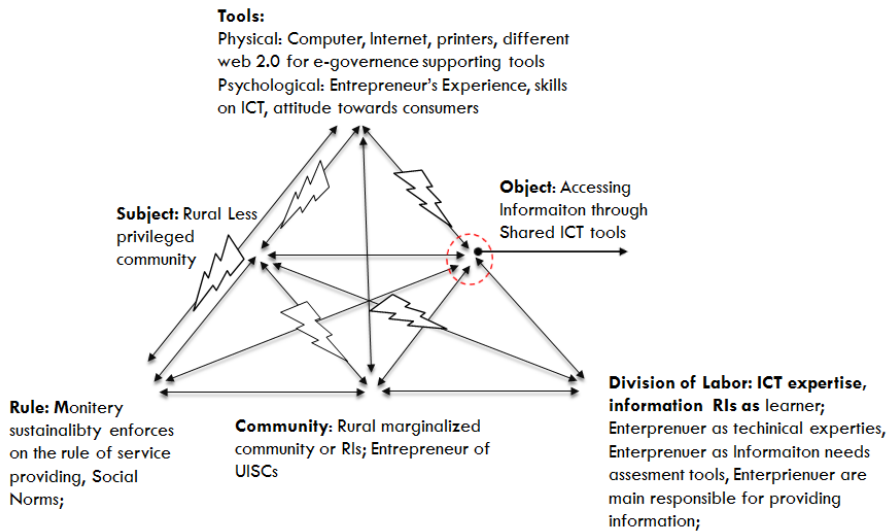 Tools:
Physical: Computer, Internet, printers, different
web 2.0 for e-governence supporting tools
Psychological: Entrepreneur's Experience, skills
on ICT, attitude towards consumers
Subject: Rural Less
privileged
community
Object: Accessing
Informaiton through
Shared ICT tools
Rule: Monitery
sustainalibty enforces
on the rule of service
providing, Social
Norms;
Community: Rural marginalized
community or RIs; Entrepreneur of
UISCs
Division of Labor: ICT expertise,
information RIs as learner;
Enterprenuer as techinical experties,
Enterprenuer as Informaiton needs
assesment tools, Enterprienuer are
main responsible for providing
information;